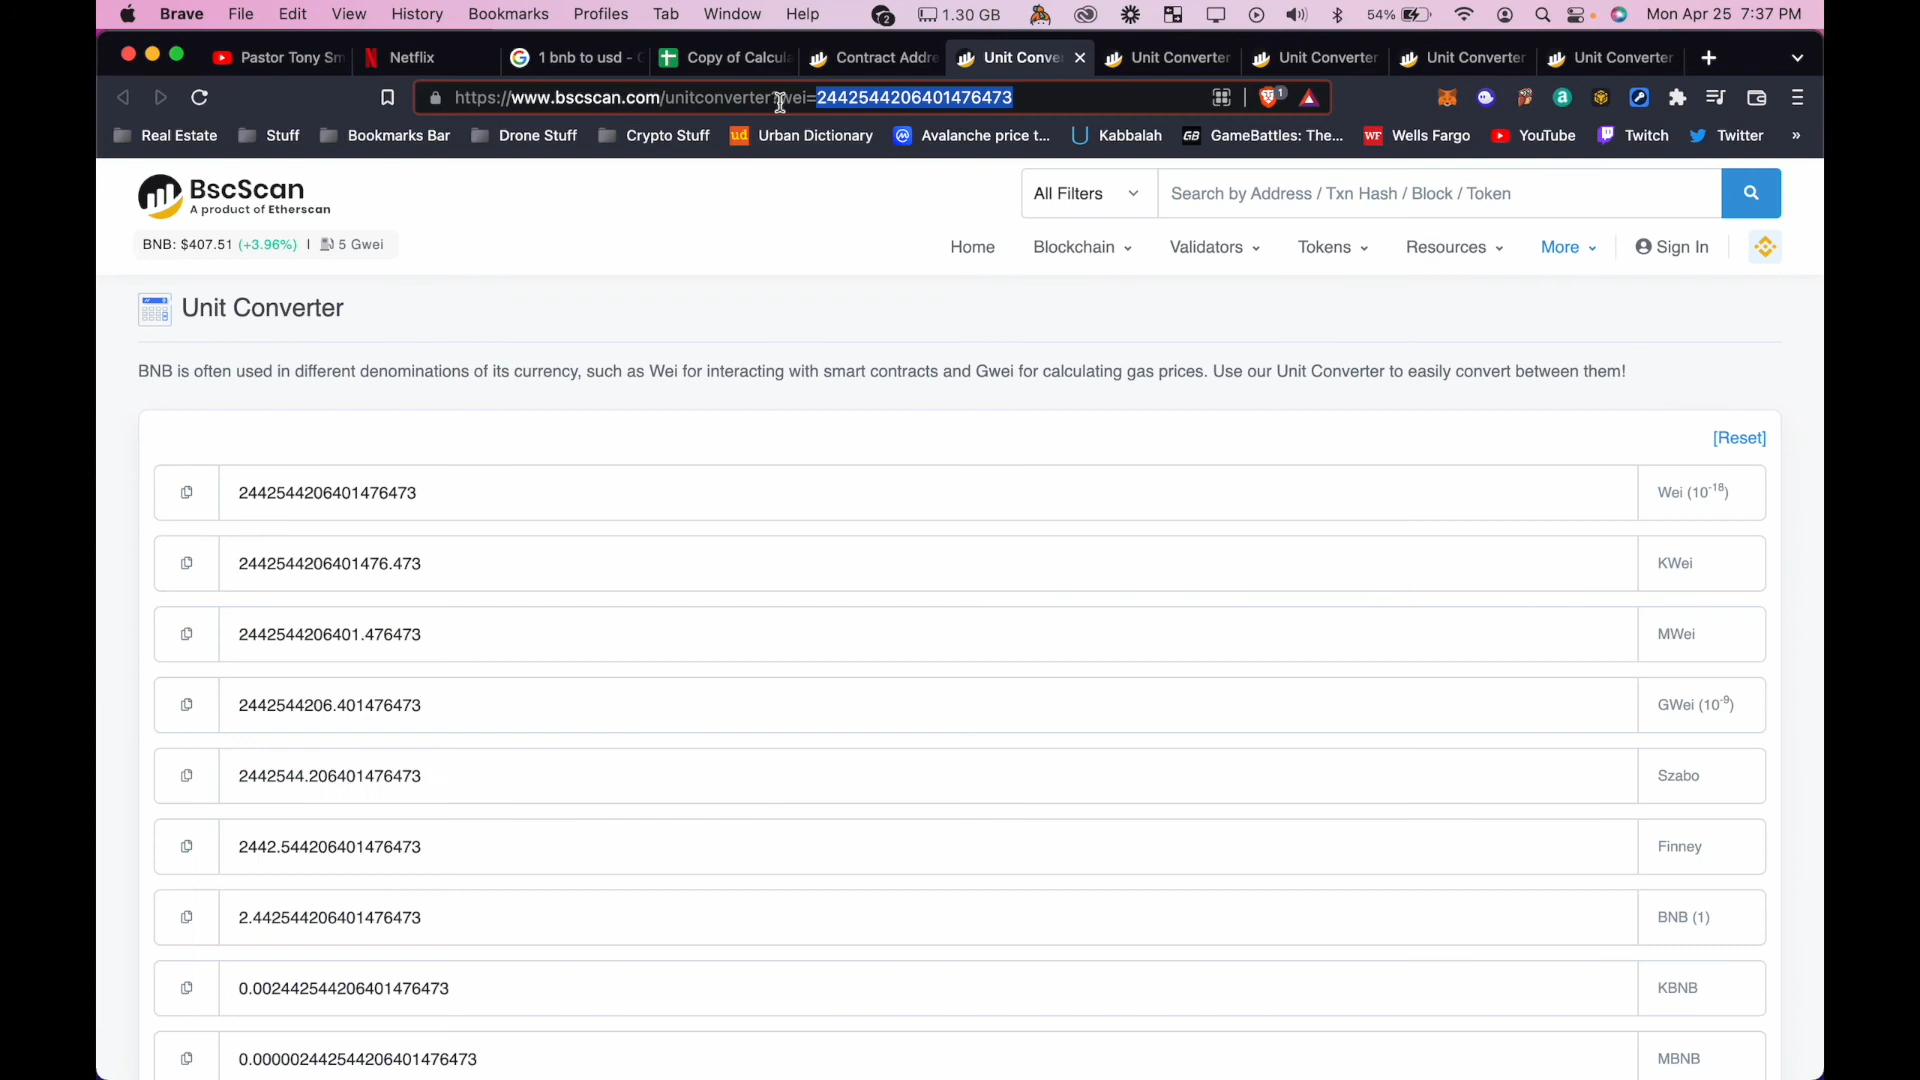 Brave File Edit View History Bookmarks Profiles Tab Window Help 2 1.30 GB 54% Mon Apr 25 7:37 PM
Pastor Tony Sm Netflix 1 bnb to usd - G Copy of Calcula Contract Addre Unit Conve Unit Converter Unit Converter Unit Converter Unit Converter
https://www.bscscan.com/unitconverter?wei=2442544206401476473 1
Real Estate Stuff Bookmarks Bar Drone Stuff Crypto Stuff ud Urban Dictionary Avalanche price t... Kabbalah GB GameBattles: The... WF Wells Fargo YouTube Twitch Twitter »
BscScan
A product of Etherscan
All Filters Search by Address / Txn Hash / Block / Token
BNB: $407.51 (+3.96%) | 5 Gwei
Home Blockchain Validators Tokens Resources More Sign In
Unit Converter
BNB is often used in different denominations of its currency, such as Wei for interacting with smart contracts and Gwei for calculating gas prices. Use our Unit Converter to easily convert between them!
[Reset]
2442544206401476473 Wei (10-18)
2442544206401476.473 KWei
2442544206401.476473 MWei
2442544206.401476473 GWei (10-9)
2442544.206401476473 Szabo
2442.544206401476473 Finney
2.442544206401476473 BNB (1)
0.002442544206401476473 KBNB
0.000002442544206401476473 MBNB